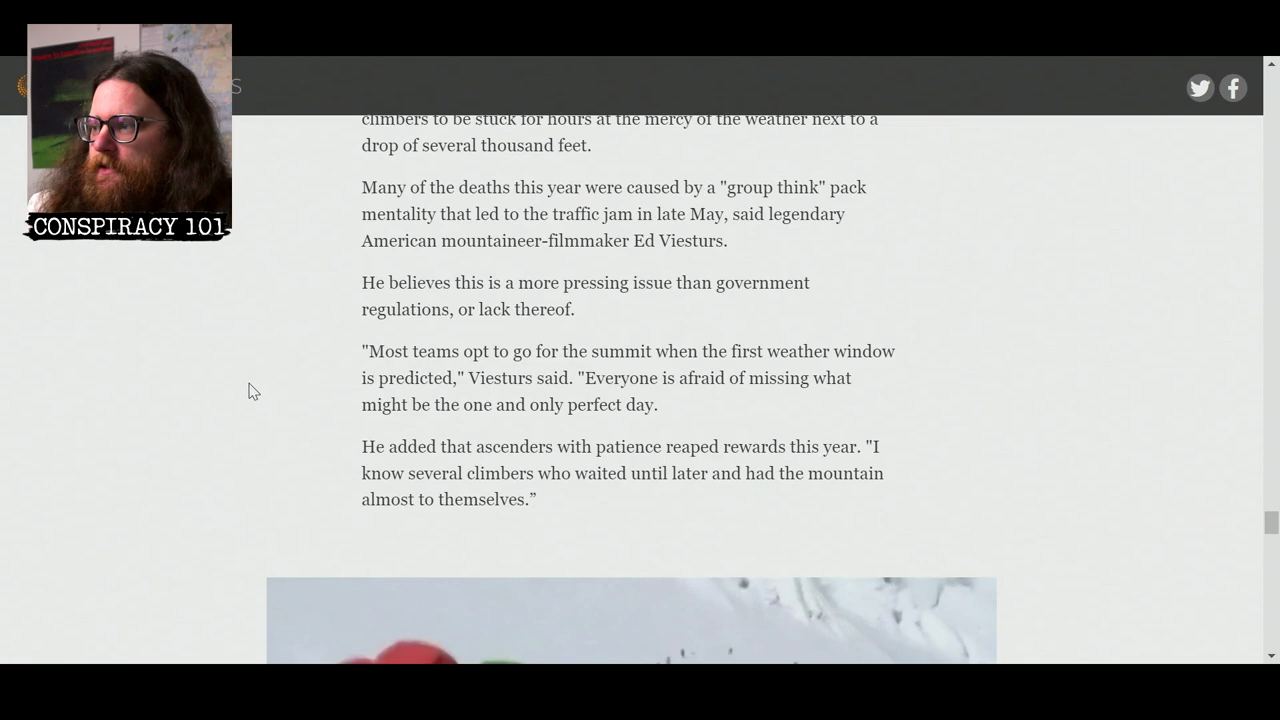 S
CONSPIRACY 101
climbers to be stuck for hours at the mercy of the weather next to a
drop of several thousand feet.
Many of the deaths this year were caused by a "group think" pack
mentality that led to the traffic jam in late May, said legendary
American mountaineer-filmmaker Ed Viesturs.
He believes this is a more pressing issue than government
regulations, or lack thereof.
"Most teams opt to go for the summit when the first weather window
is predicted," Viesturs said. "Everyone is afraid of missing what
might be the one and only perfect day.
He added that ascenders with patience reaped rewards this year. "I
know several climbers who waited until later and had the mountain
almost to themselves.”